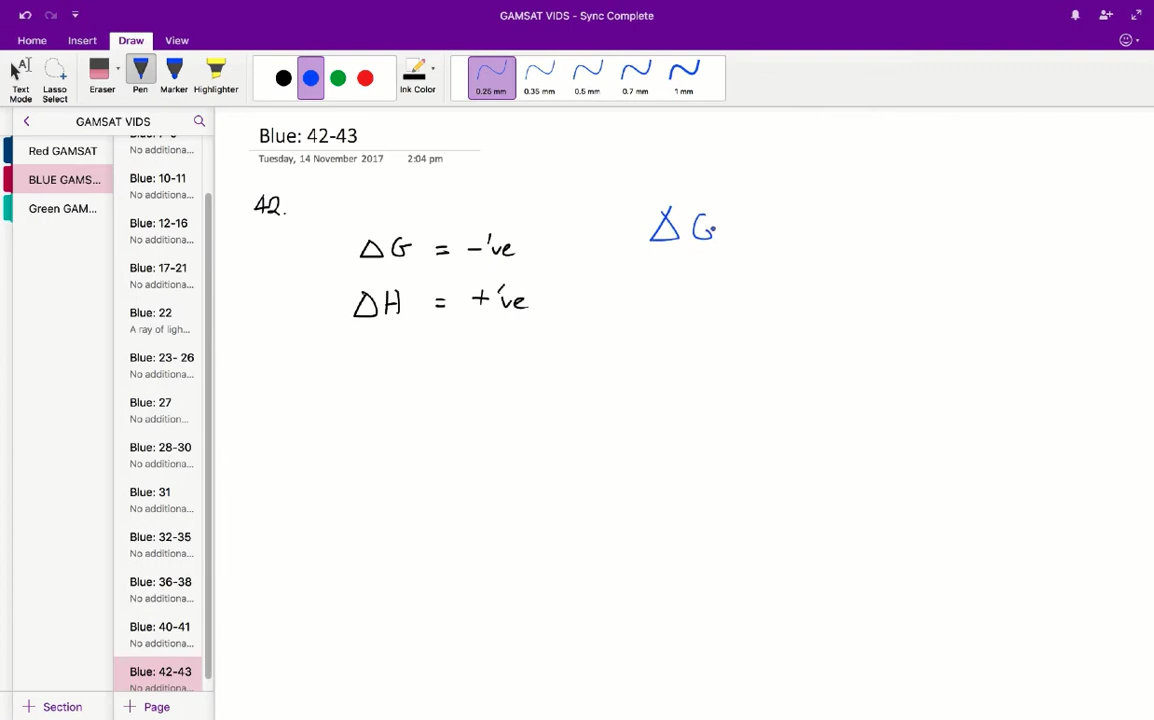 GAMSAT VIDS - Sync Complete
Home Insert Draw View
Text Mode
Lasso Select
Eraser
Pen
Marker
Highlighter
Ink Color
0.25 mm
0.35 mm
0.5 mm
0.7 mm
1 mm
GAMSAT VIDS
Red GAMSAT
BLUE GAMS...
Green GAM...
No additiona...
Blue: 10-11
No additiona...
Blue: 12-16
No additiona...
Blue: 17-21
No additiona...
Blue: 22
A ray of ligh...
Blue: 23- 26
No additiona...
Blue: 27
No addition...
Blue: 28-30
No additiona...
Blue: 31
No additiona...
Blue: 32-35
No additiona...
Blue: 36-38
No additiona...
Blue: 40-41
No additiona...
Blue: 42-43
No additiona...
+ Section
+ Page
Blue: 42-43
Tuesday, 14 November 2017 2:04 pm
42.
ΔG = -'ve
ΔH = +'ve
ΔG